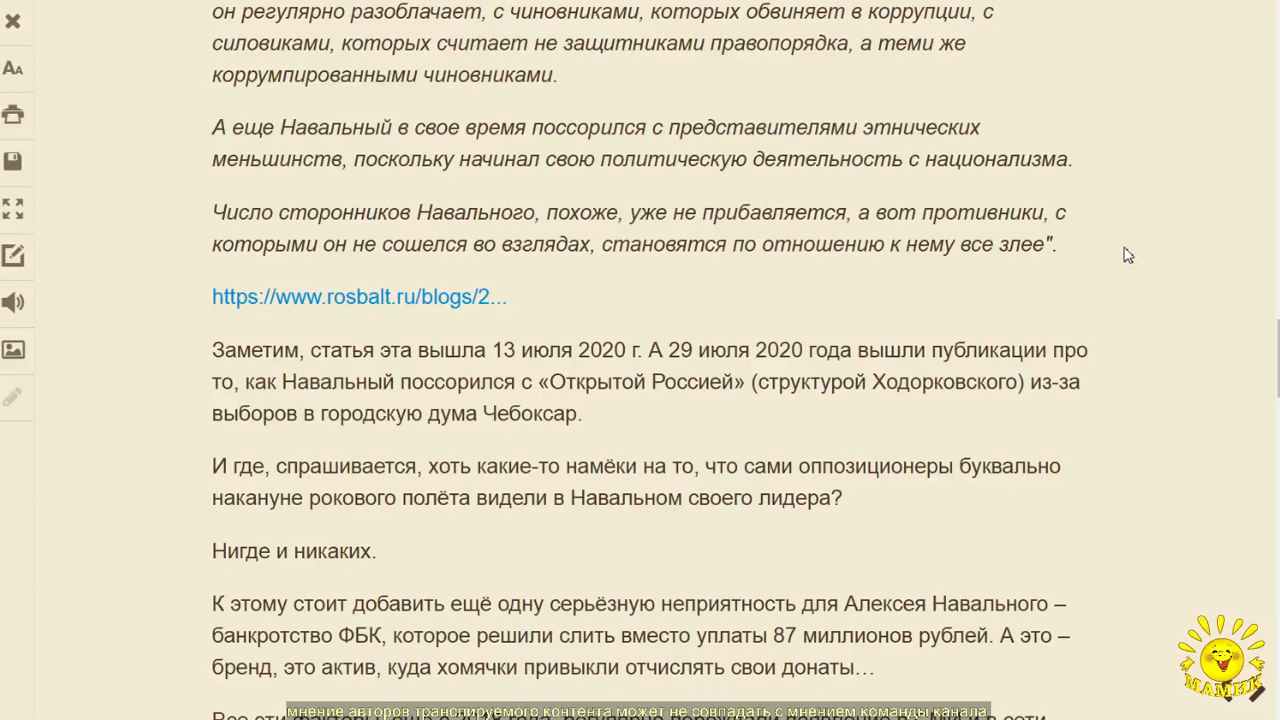 он регулярно разоблачает, с чиновниками, которых обвиняет в коррупции, с
силовиками, которых считает не защитниками правопорядка, а теми же
коррумпированными чиновниками.
А еще Навальный в свое время поссорился с представителями этнических
меньшинств, поскольку начинал свою политическую деятельность с национализма.
Число сторонников Навального, похоже, уже не прибавляется, а вот противники, с
которыми он не сошелся во взглядах, становятся по отношению к нему все злее".
https://www.rosbalt.ru/blogs/2...
Заметим, статья эта вышла 13 июля 2020 г. А 29 июля 2020 года вышли публикации про
то, как Навальный поссорился с «Открытой Россией» (структурой Ходорковского) из-за
выборов в городскую дума Чебоксар.
И где, спрашивается, хоть какие-то намёки на то, что сами оппозиционеры буквально
накануне рокового полёта видели в Навальном своего лидера?
Нигде и никаких.
К этому стоит добавить ещё одну серьёзную неприятность для Алексея Навального –
банкротство ФБК, которое решили слить вместо уплаты 87 миллионов рублей. А это –
бренд, это актив, куда хомячки привыкли отчислять свои донаты…
МАМИК
мнение авторов транслируемого контента может не совпадать с мнением команды канала